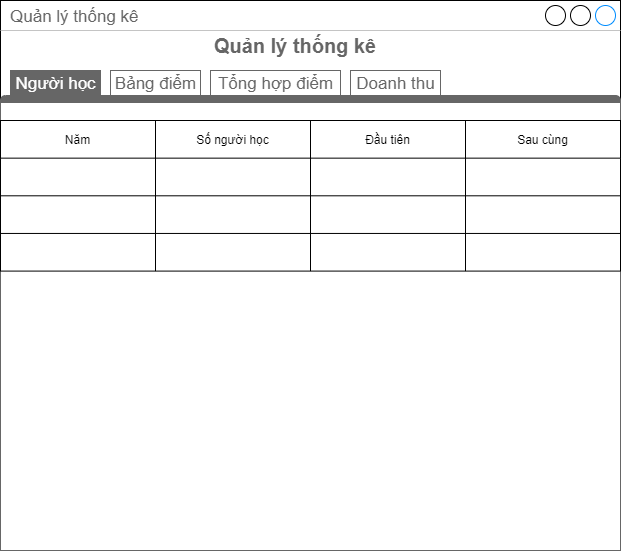 Quản lý thống kê
Quản lý thống kê
Người học Bảng điểm Tổng hợp điểm Doanh thu
Năm Số người học Đầu tiên Sau cùng